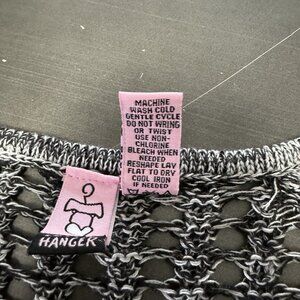 MACHINE
WASH COLD
GENTLE CYCLE
DO NOT WRING
OR TWIST
USE NON-
CHLORINE
BLEACH WHEN
NEEDED
RESHAPE LAY
FLAT TO DRY
COOL IRON
IF NEEDED
HANGER